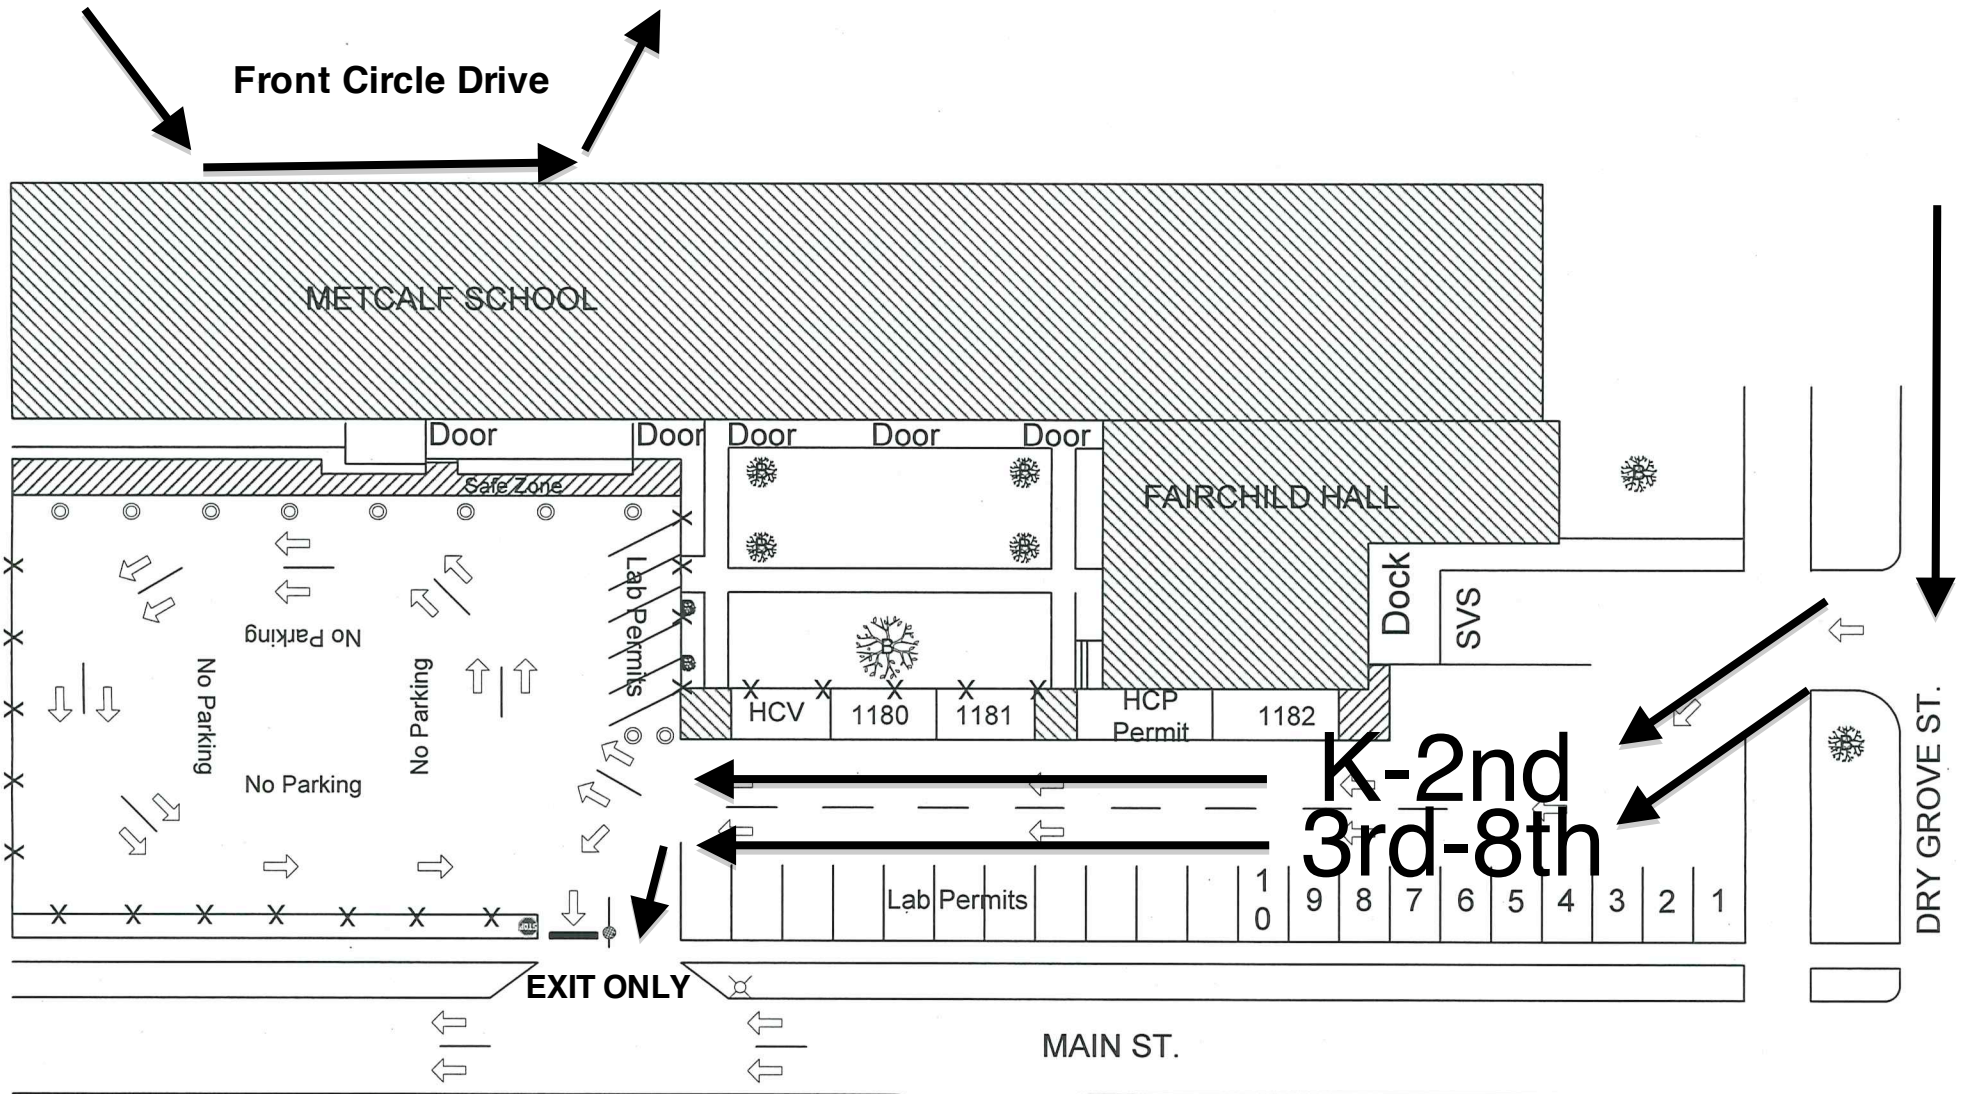 Front Circle Drive
METCALF SCHOOL
Door
Door
Door
Door
Door
Safe Zone
FAIRCHILD HALL
B
B
B
B
B
Lab Permits
Dock
SVS
No Parking
No Parking
No Parking
No Parking
B
HCV
1180
1181
HCP
Permit
1182
B
K-2nd
3rd-8th
DRY GROVE ST.
Lab Permits
10
9
8
7
6
5
4
3
2
1
STOP
EXIT ONLY
MAIN ST.